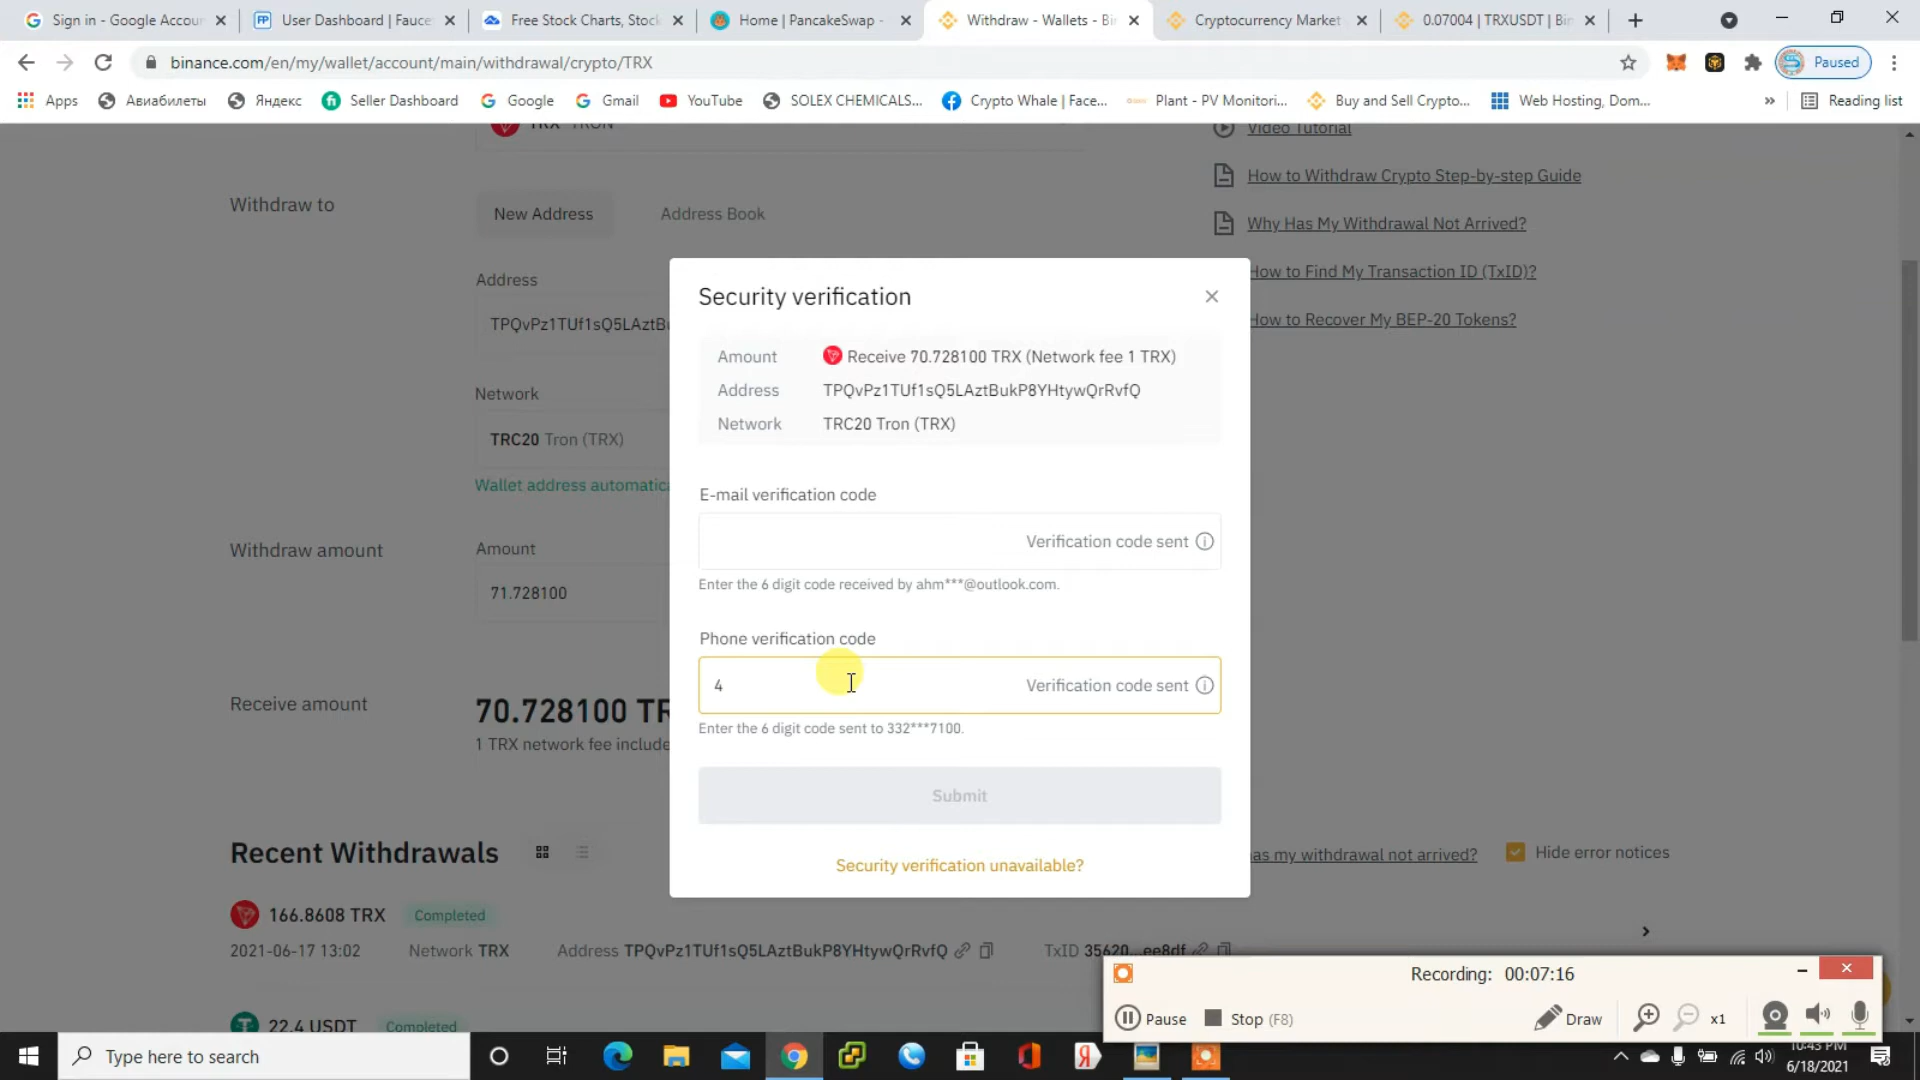 Sign in - Google Accoun
User Dashboard | Fauce
Free Stock Charts, Stock
Home | PancakeSwap -
Withdraw - Wallets - Bi
Cryptocurrency Market
0.07004 | TRXUSDT | Bin
binance.com/en/my/wallet/account/main/withdrawal/crypto/TRX
Paused
Apps
Авиабилеты
Яндекс
Seller Dashboard
Google
Gmail
YouTube
SOLEX CHEMICALS...
Crypto Whale | Face...
Plant - PV Monitori...
Buy and Sell Crypto...
Web Hosting, Dom...
Reading list
TRX TRON
Video Tutorial
How to Withdraw Crypto Step-by-step Guide
Why Has My Withdrawal Not Arrived?
How to Find My Transaction ID (TxID)?
How to Recover My BEP-20 Tokens?
Withdraw to
New Address
Address Book
Address
TPQvPz1TUf1sQ5LAztB
Network
TRC20 Tron (TRX)
Wallet address automatica
Withdraw amount
Amount
71.728100
Receive amount
70.728100 TR
1 TRX network fee include
Security verification
Amount
Receive 70.728100 TRX (Network fee 1 TRX)
Address
TPQvPz1TUf1sQ5LAztBukP8YHtywQrRvfQ
Network
TRC20 Tron (TRX)
E-mail verification code
Verification code sent
Enter the 6 digit code received by ahm***@outlook.com.
Phone verification code
4
Verification code sent
Enter the 6 digit code sent to 332***7100.
Submit
Security verification unavailable?
Recent Withdrawals
as my withdrawal not arrived?
Hide error notices
166.8608 TRX
Completed
2021-06-17 13:02
Network TRX
Address TPQvPz1TUf1sQ5LAztBukP8YHtywQrRvfQ
TxID 35620...ee8df
22.4 USDT
Completed
Recording: 00:07:16
Pause
Stop (F8)
Draw
x1
Type here to search
10:43 PM
6/18/2021